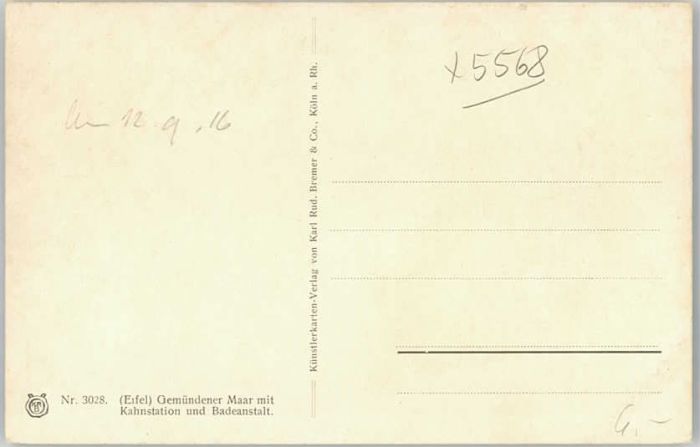 x5568
12.9.16
Künstlerkarten-Verlag von Karl Rud. Bremer & Co., Köln a. Rh.
Nr. 3028. (Eifel) Gemündener Maar mit
Kahnstation und Badeanstalt.